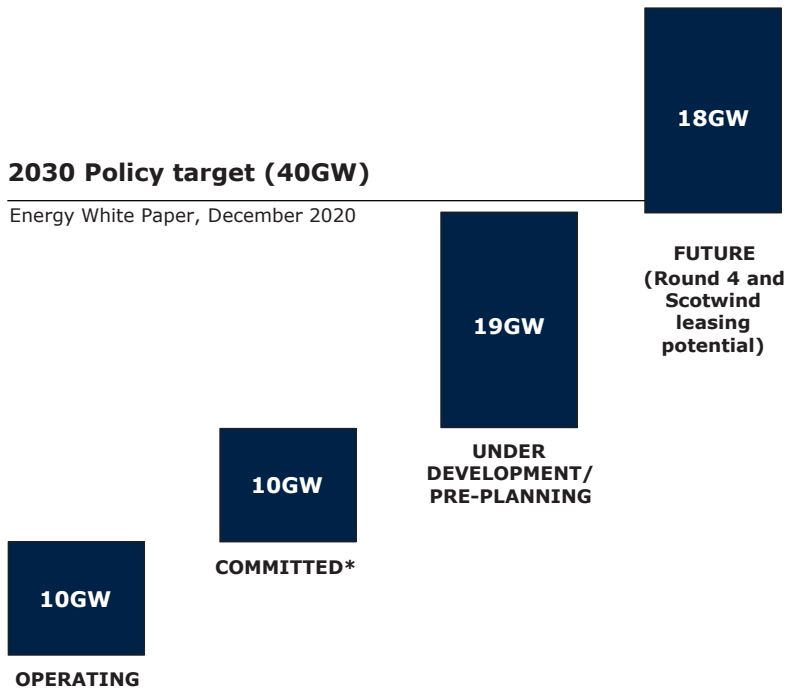 18GW
2030 Policy target (40GW)
Energy White Paper, December 2020
FUTURE
(Round 4 and
Scotwind
leasing
potential)
19GW
UNDER
DEVELOPMENT/
PRE-PLANNING
10GW
COMMITTED*
10GW
OPERATING